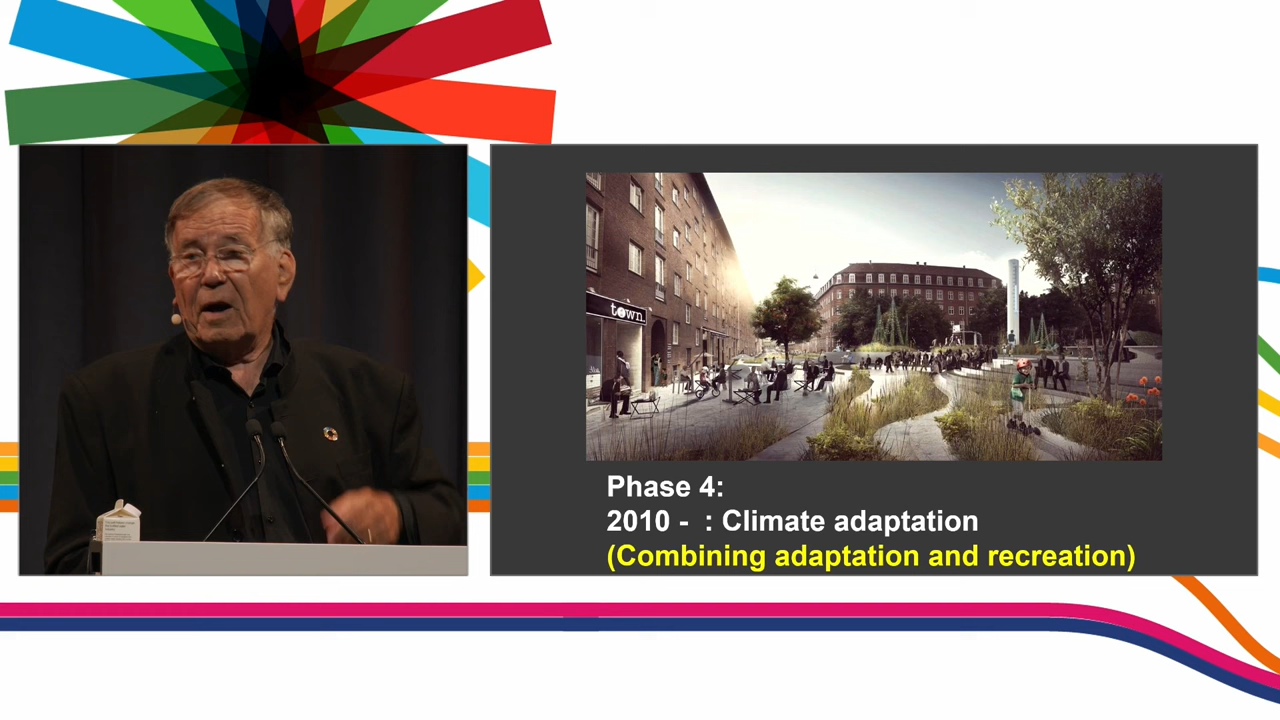 town.
Phase 4:
2010 -  : Climate adaptation
(Combining adaptation and recreation)